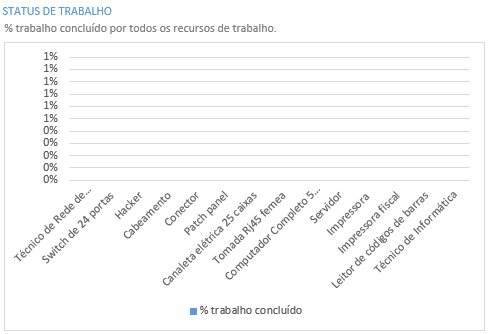 STATUS DE TRABALHO
% trabalho concluído por todos os recursos de trabalho.
1%
1%
1%
1%
1%
1%
0%
0%
0%
0%
0%
Técnico de Rede de...
Switch de 24 portas
Hacker
Cabeamento
Conector
Patch panel
Canaleta elétrica 25 caixas
Tomada RJ45 femea
Computador Completo 5...
Servidor
Impressora
Impressora fiscal
Leitor de códigos de barras
Técnico de Informática
% trabalho concluído